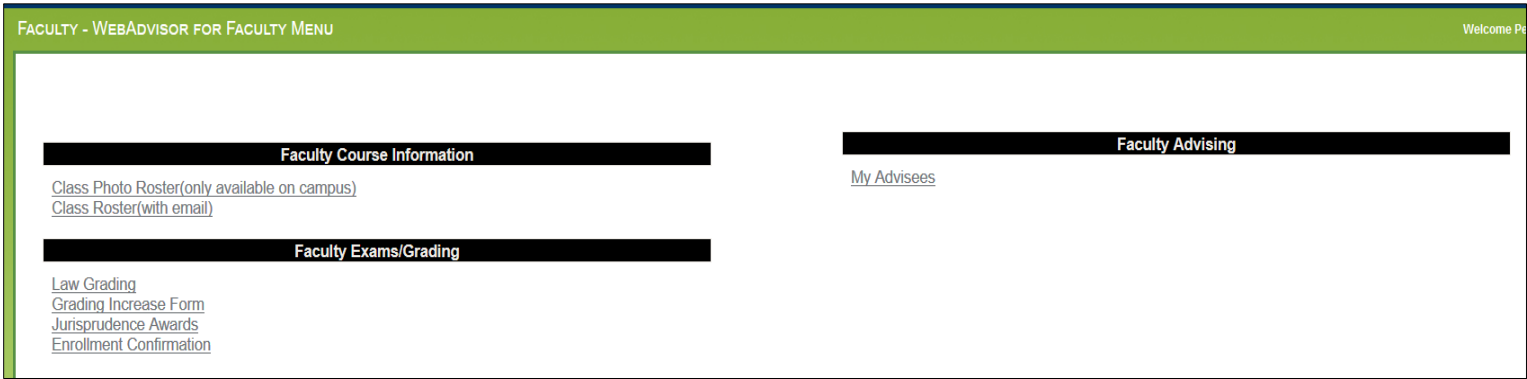 FACULTY - WEBADVISOR FOR FACULTY MENU
Welcome Pe
Faculty Course Information
Class Photo Roster(only available on campus)
Class Roster(with email)
Faculty Exams/Grading
Law Grading
Grading Increase Form
Jurisprudence Awards
Enrollment Confirmation
Faculty Advising
My Advisees